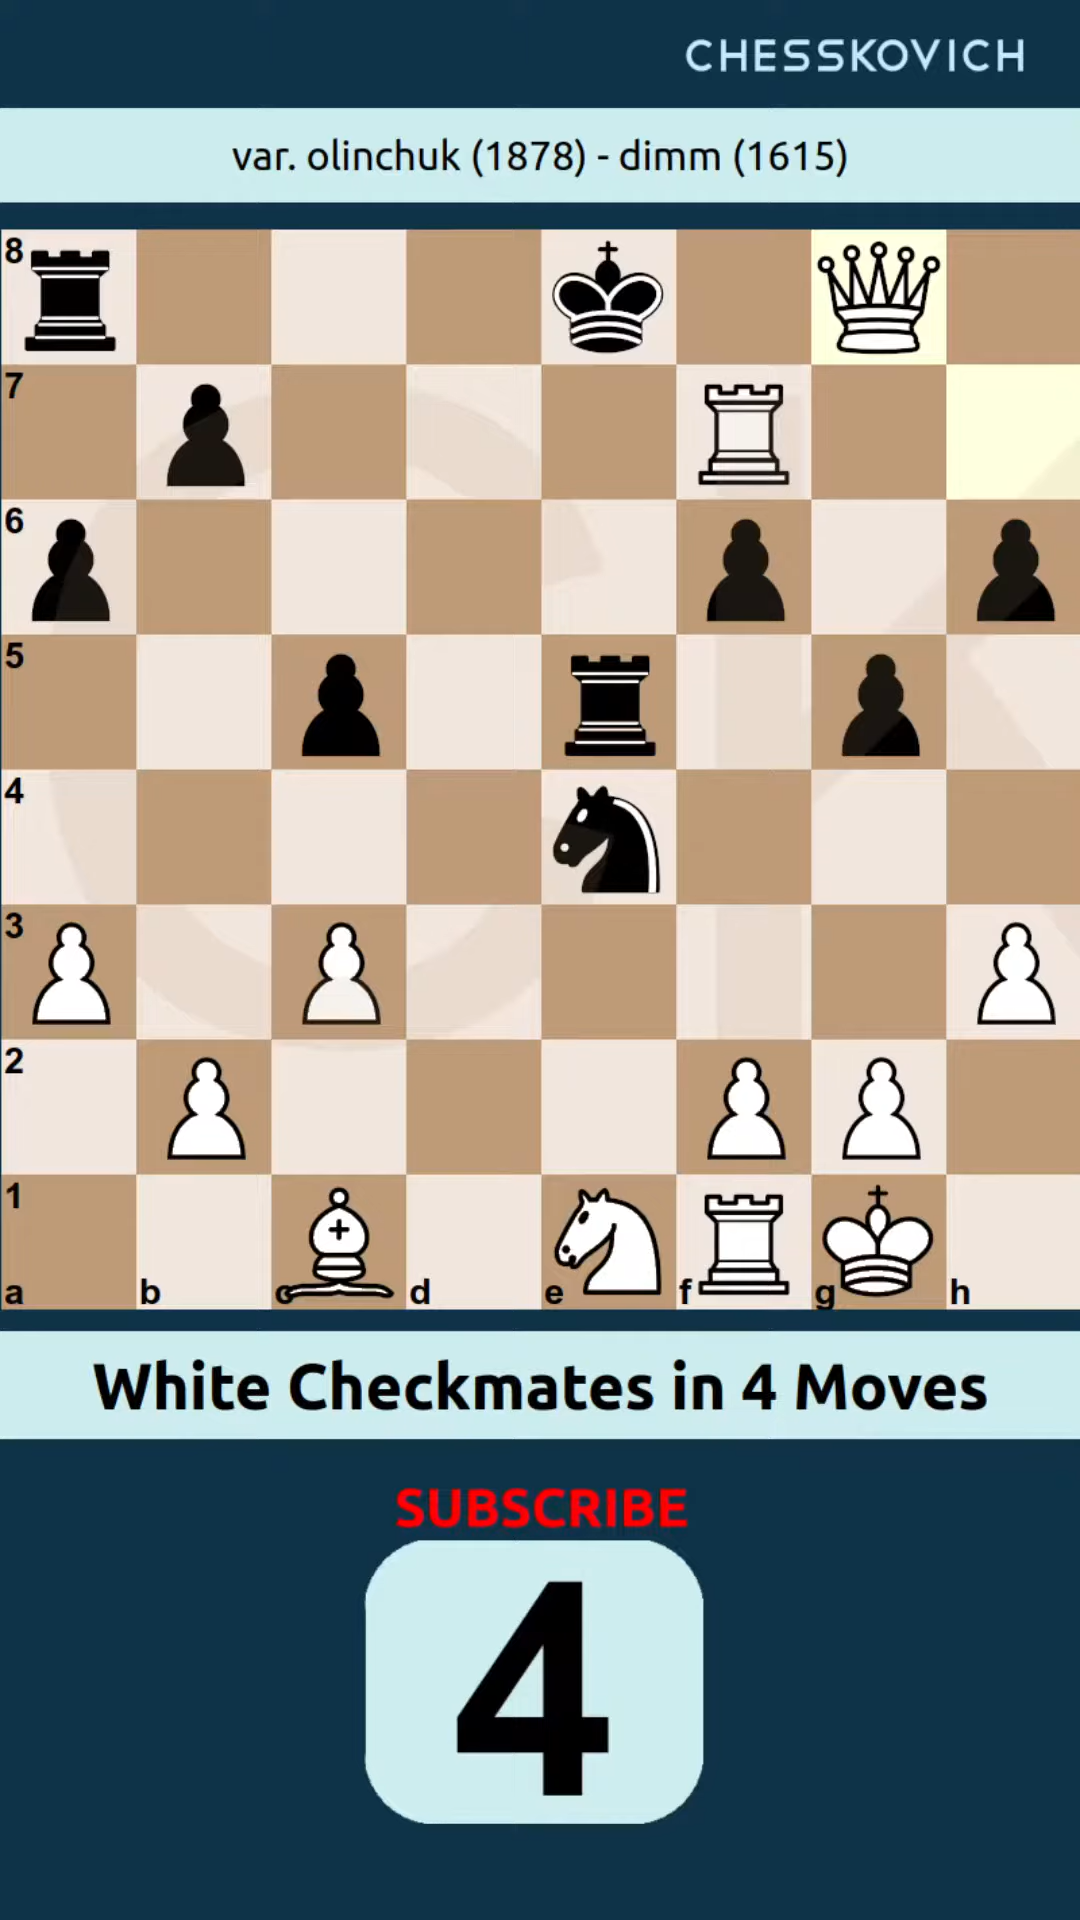 CHESSKOVICH
var. olinchuk (1878) - dimm (1615)
8
7
6
5
4
3
2
1
a b c d e f g h
White Checkmates in 4 Moves
SUBSCRIBE
4